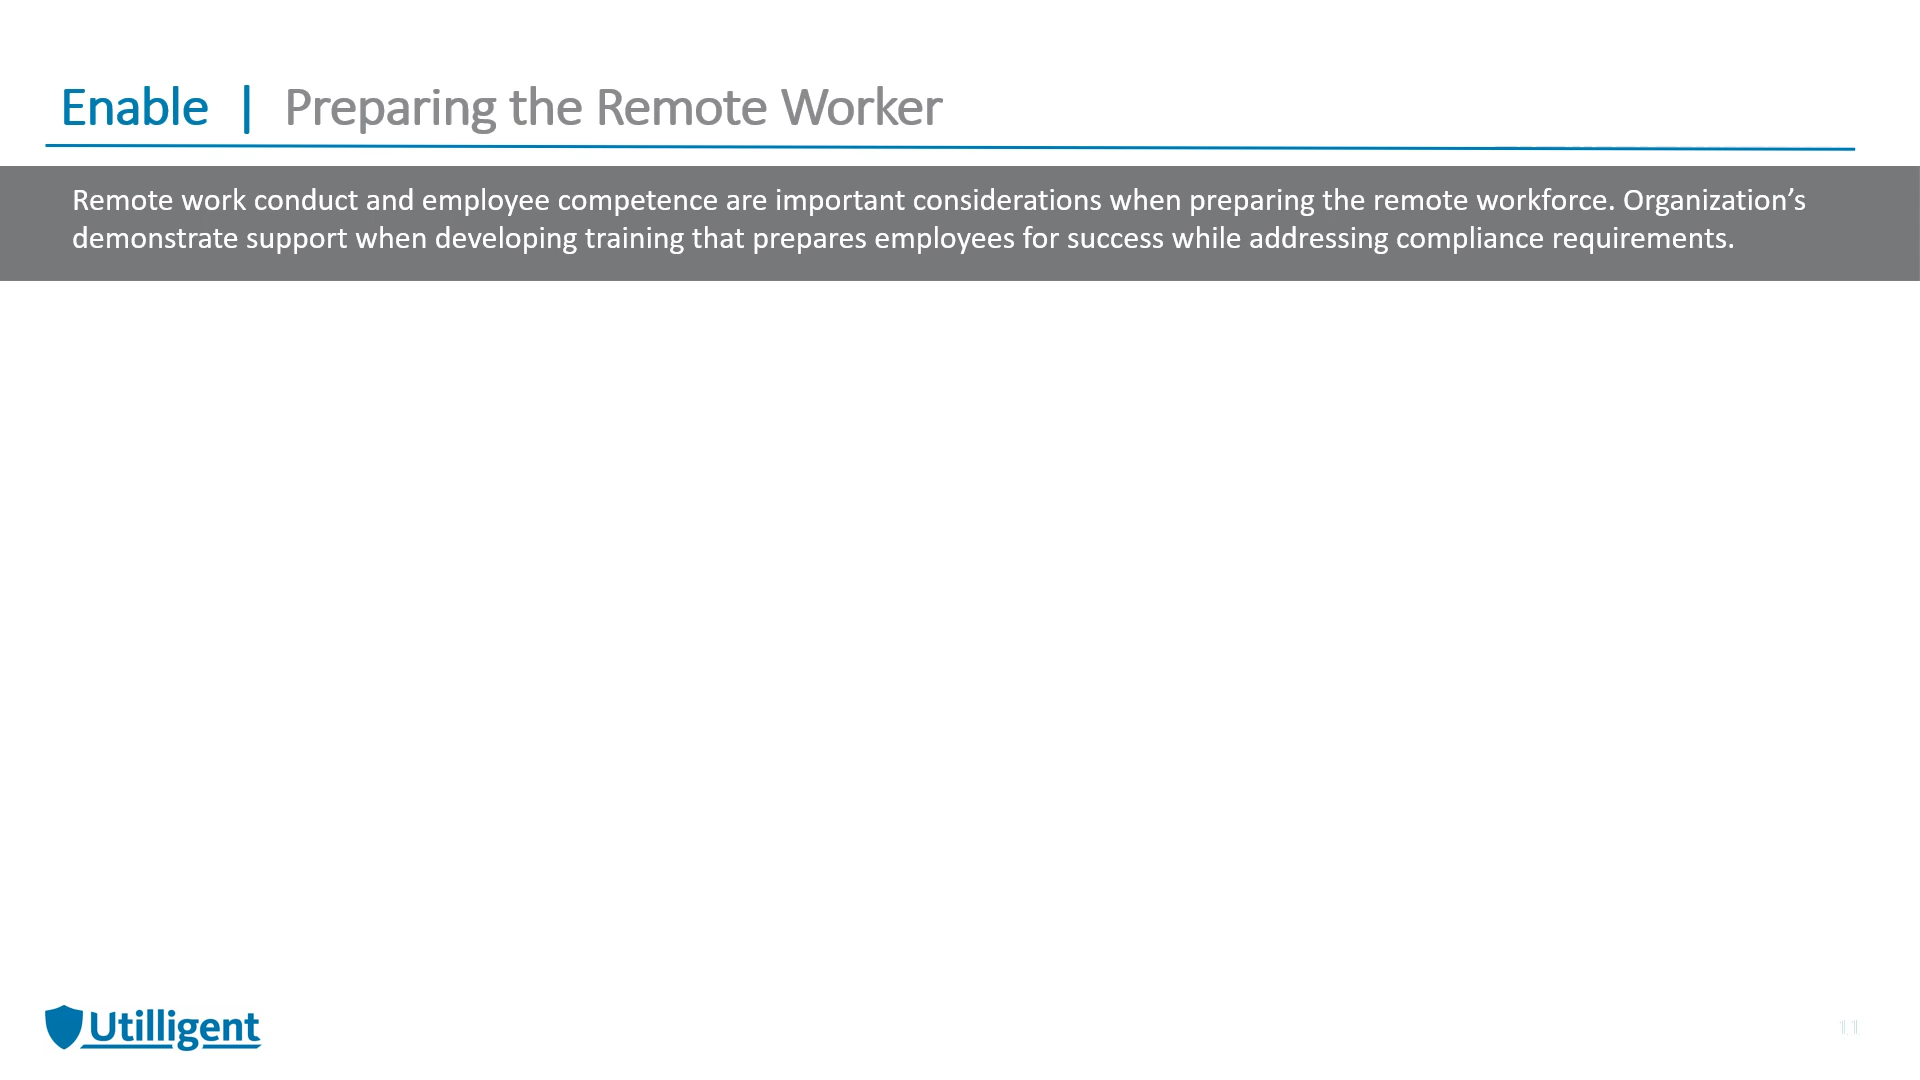 Enable | Preparing the Remote Worker
Remote work conduct and employee competence are important considerations when preparing the remote workforce. Organization’s
demonstrate support when developing training that prepares employees for success while addressing compliance requirements.
Utilligent
11